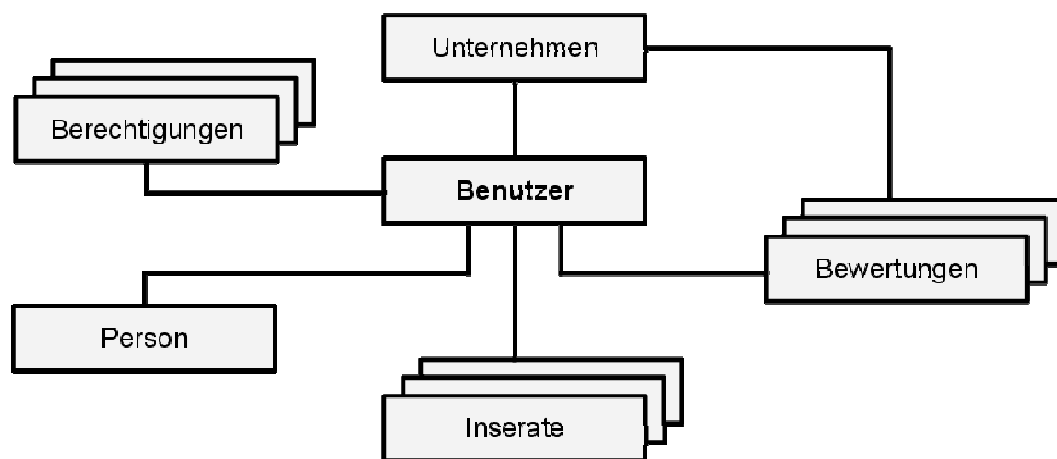 Unternehmen
Berechtigungen
Benutzer
Bewertungen
Person
Inserate